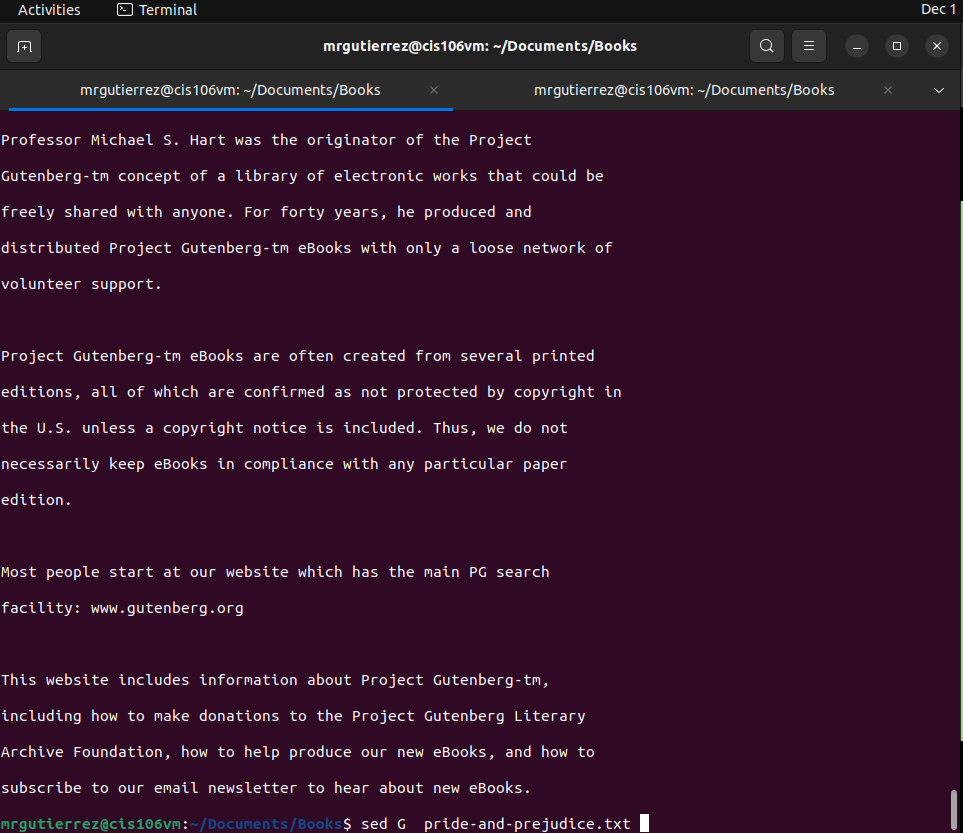 Activities Terminal Dec 1
mrgutierrez@cis106vm: ~/Documents/Books
mrgutierrez@cis106vm: ~/Documents/Books mrgutierrez@cis106vm: ~/Documents/Books
Professor Michael S. Hart was the originator of the Project
Gutenberg-tm concept of a library of electronic works that could be
freely shared with anyone. For forty years, he produced and
distributed Project Gutenberg-tm eBooks with only a loose network of
volunteer support.
Project Gutenberg-tm eBooks are often created from several printed
editions, all of which are confirmed as not protected by copyright in
the U.S. unless a copyright notice is included. Thus, we do not
necessarily keep eBooks in compliance with any particular paper
edition.
Most people start at our website which has the main PG search
facility: www.gutenberg.org
This website includes information about Project Gutenberg-tm,
including how to make donations to the Project Gutenberg Literary
Archive Foundation, how to help produce our new eBooks, and how to
subscribe to our email newsletter to hear about new eBooks.
mrgutierrez@cis106vm:~/Documents/Books$ sed G  pride-and-prejudice.txt